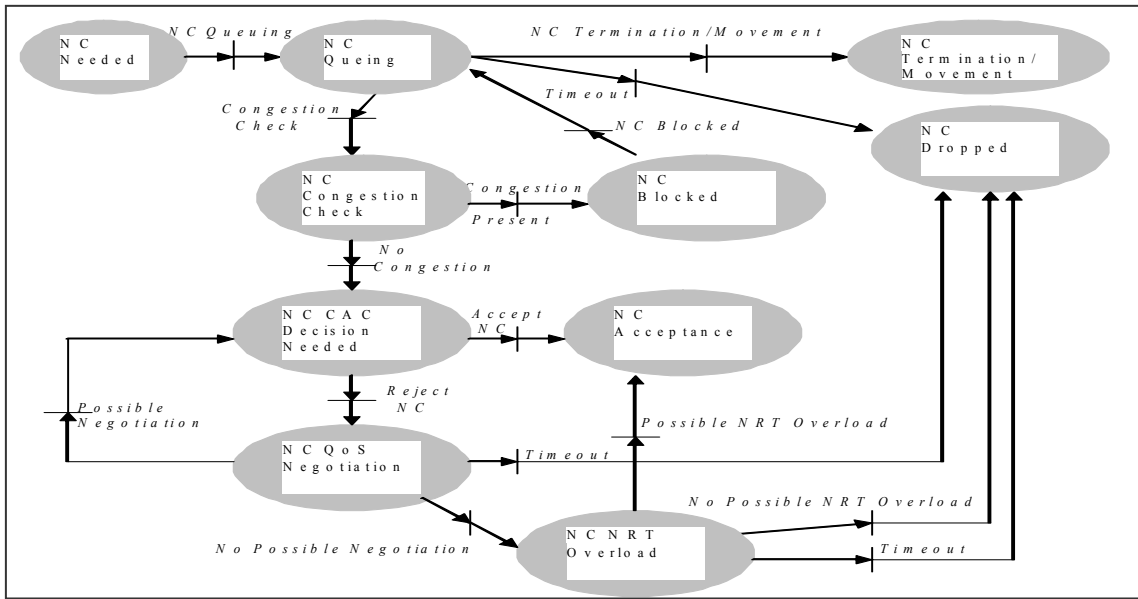 NC Queuing
NC
Needed
NC
Queing
NC Termination/Movement
NC
Termination/
Movement
Timeout
Congestion
Check
NC Blocked
NC
Dropped
NC
Congestion
Check
Congestion
Present
NC
Blocked
No
Congestion
NC CAC
Decision
Needed
Accept
NC
NC
Acceptance
Reject
NC
Possible
Negotiation
Possible NRT Overload
NC QoS
Negotiation
Timeout
No Possible NRT Overload
No Possible Negotiation
NC NRT
Overload
Timeout